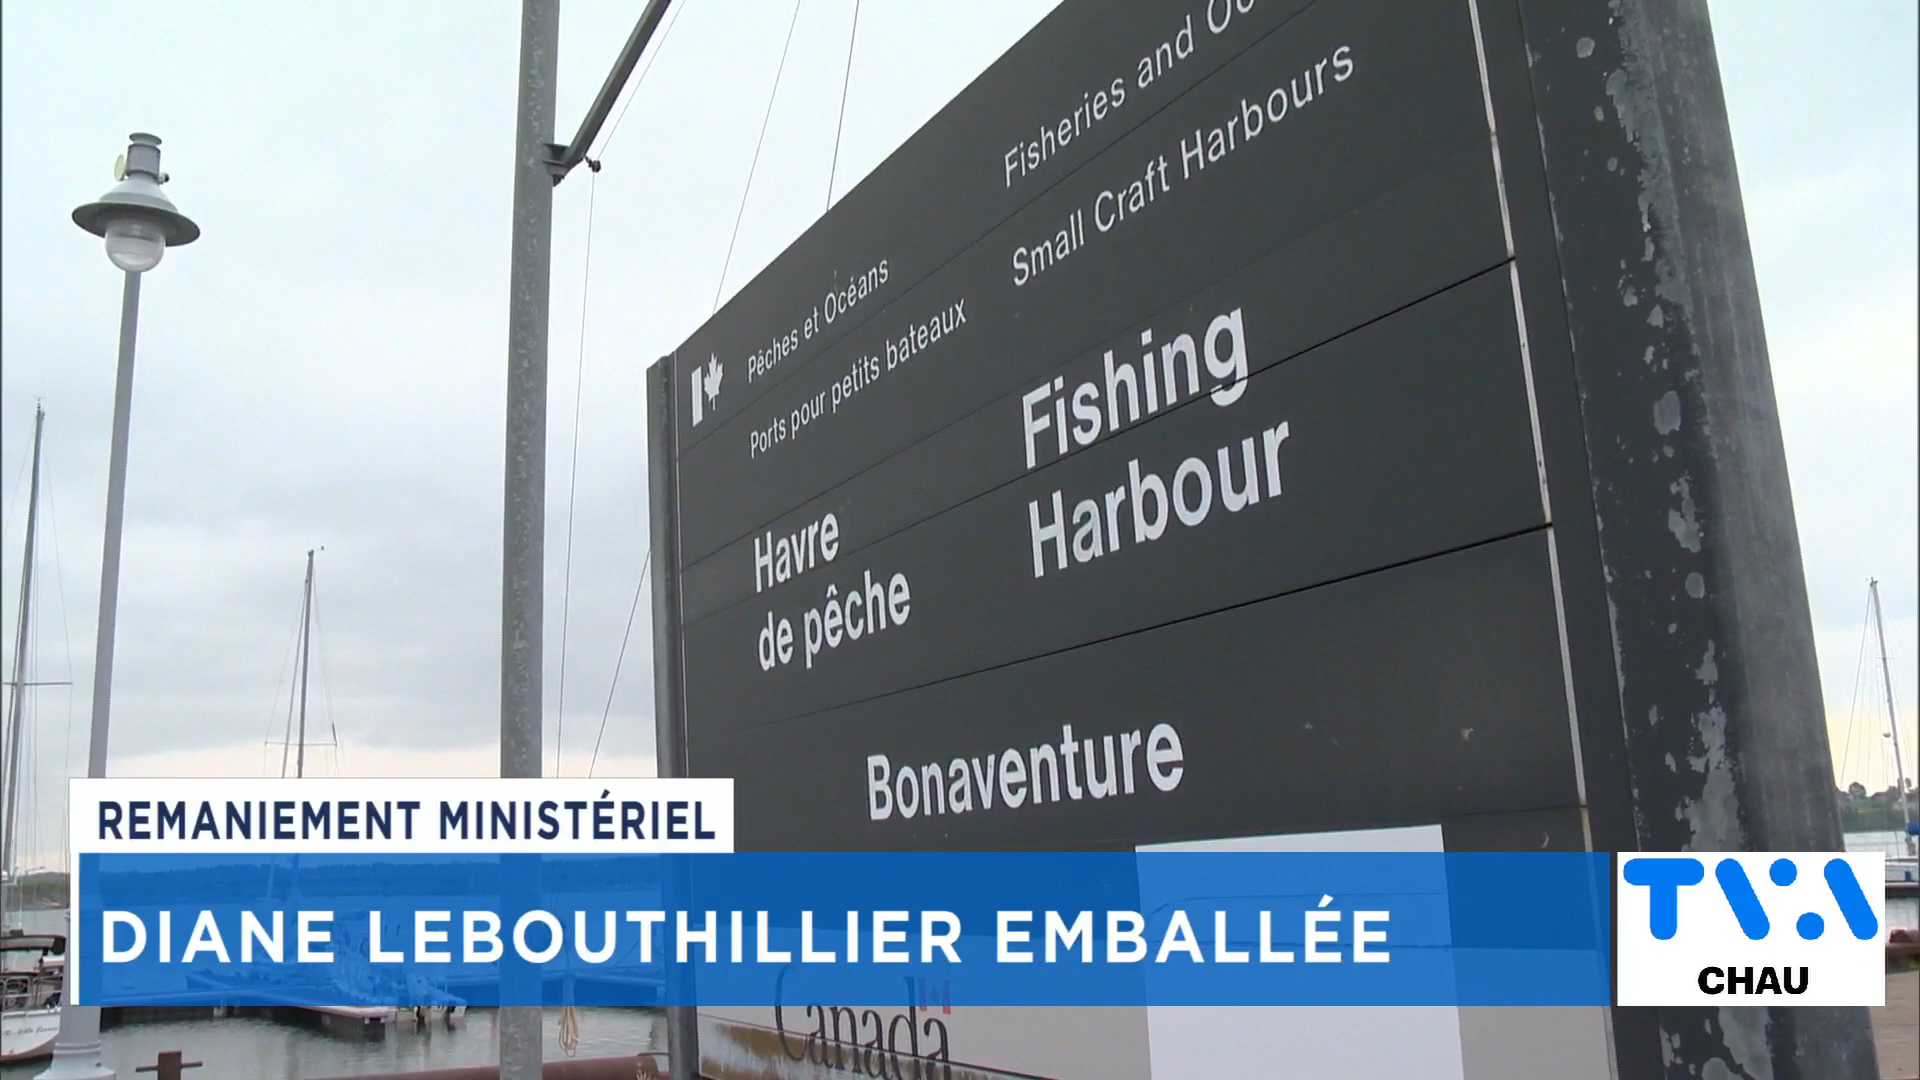 Pêches et Océans
Ports pour petits bateaux
Fisheries and
Small Craft Harbours
Havre
de pêche
Fishing
Harbour
Bonaventure
Canada
REMANIEMENT MINISTÉRIEL
DIANE LEBOUTHILLIER EMBALLÉE
TVA
CHAU